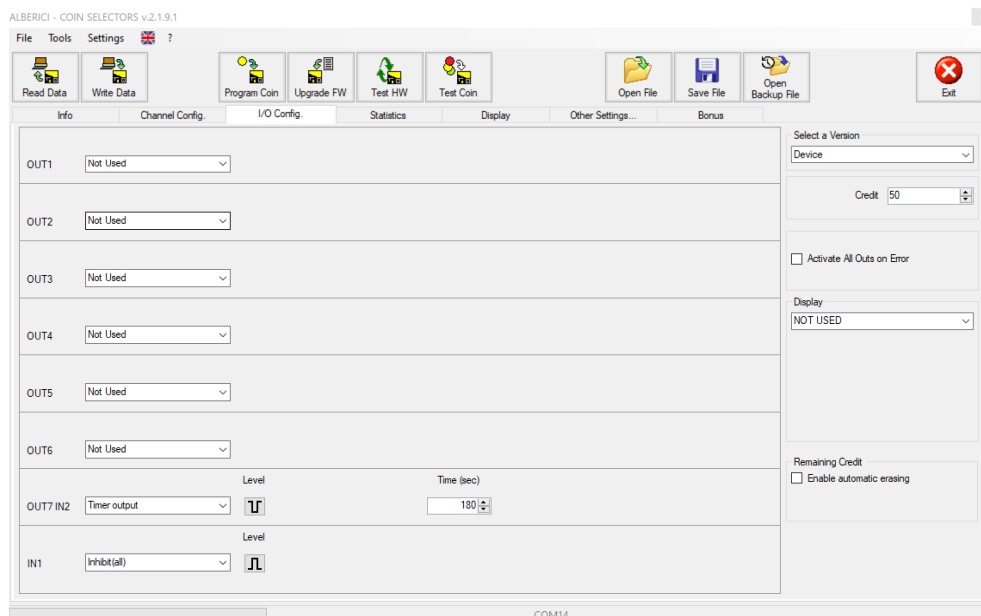 ALBERICI - COIN SELECTORS v.2.1.9.1
File Tools Settings ?
Read Data Write Data Program Coin Upgrade FW Test HW Test Coin Open File Save File Open Backup File Exit
Info Channel Config. I/O Config. Statistics Display Other Settings... Bonus
Select a Version
Device
OUT1 Not Used
Credit 50
OUT2 Not Used
Activate All Outs on Error
OUT3 Not Used
Display
NOT USED
OUT4 Not Used
OUT5 Not Used
OUT6 Not Used
Remaining Credit
Enable automatic erasing
Level Time (sec)
OUT7 IN2 Timer output 180
Level
IN1 Inhibit(all)
COM14